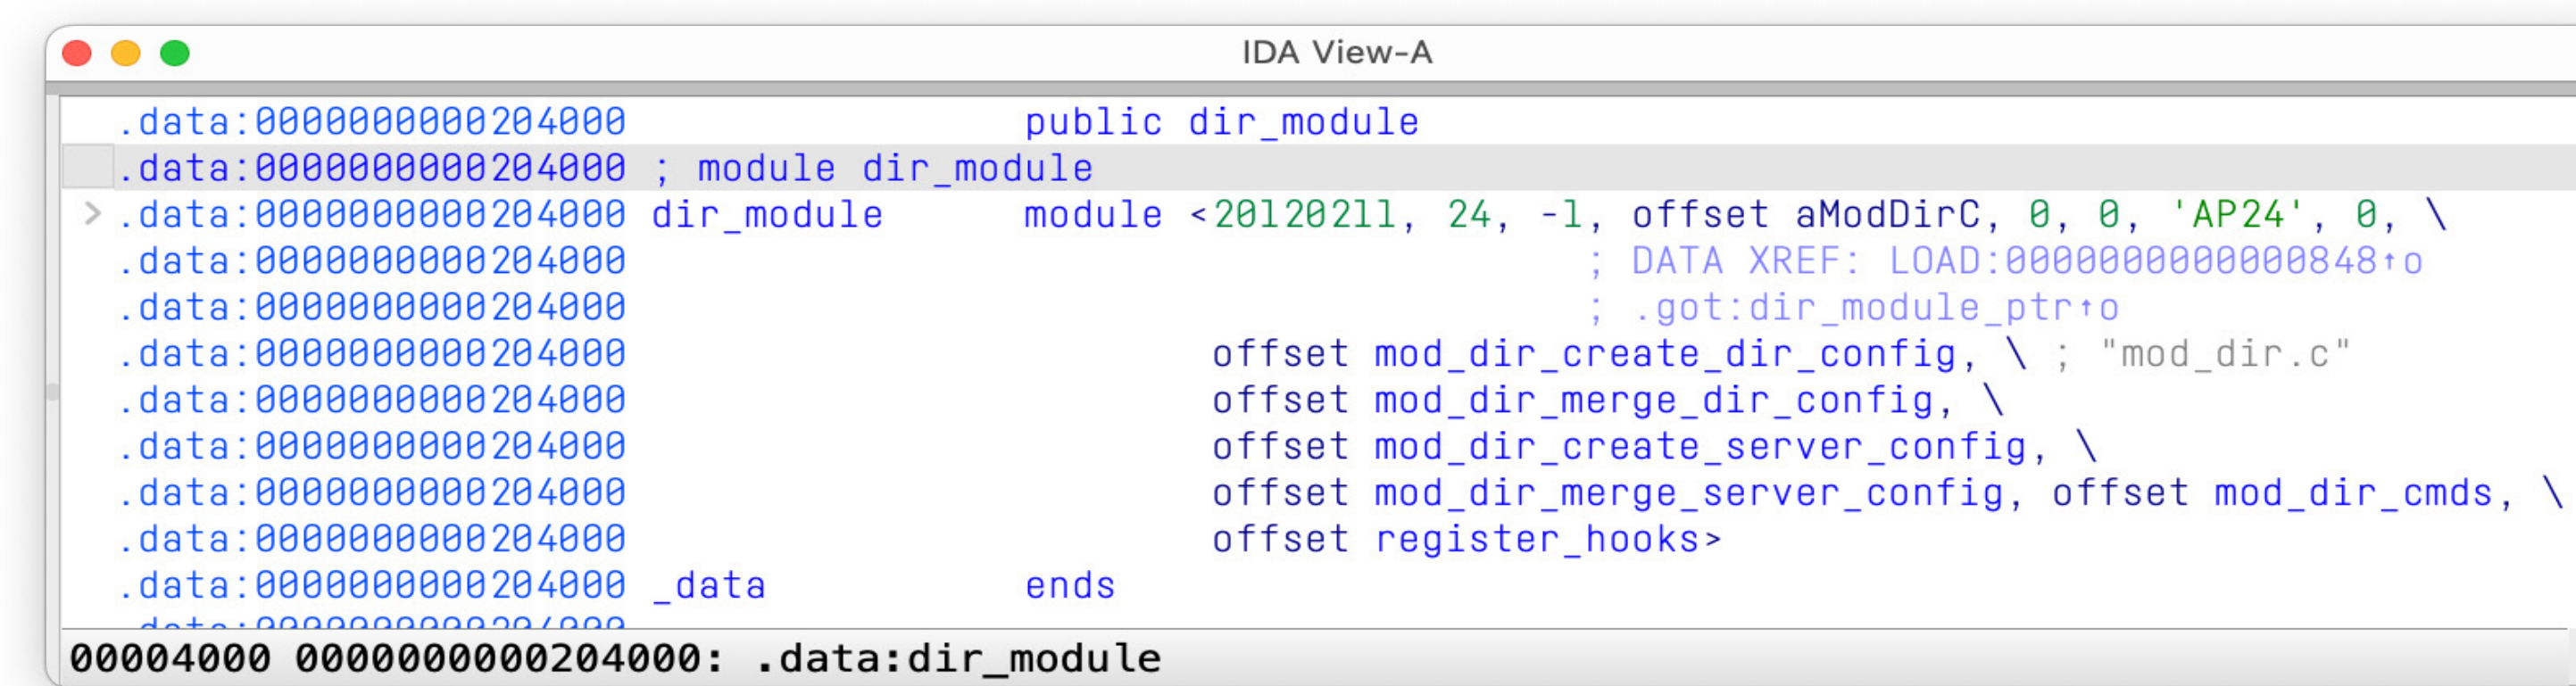 IDA View-A
.data:0000000000204000 public dir_module
.data:0000000000204000 ; module dir_module
> .data:0000000000204000 dir_module module <20120211, 24, -1, offset aModDirC, 0, 0, 'AP24', 0, \
.data:0000000000204000 ; DATA XREF: LOAD:0000000000000848↑o
.data:0000000000204000 ; .got:dir_module_ptr↑o
.data:0000000000204000 offset mod_dir_create_dir_config, \ ; "mod_dir.c"
.data:0000000000204000 offset mod_dir_merge_dir_config, \
.data:0000000000204000 offset mod_dir_create_server_config, \
.data:0000000000204000 offset mod_dir_merge_server_config, offset mod_dir_cmds, \
.data:0000000000204000 offset register_hooks>
.data:0000000000204000 _data ends
.data:0000000000204000
00004000 0000000000204000: .data:dir_module